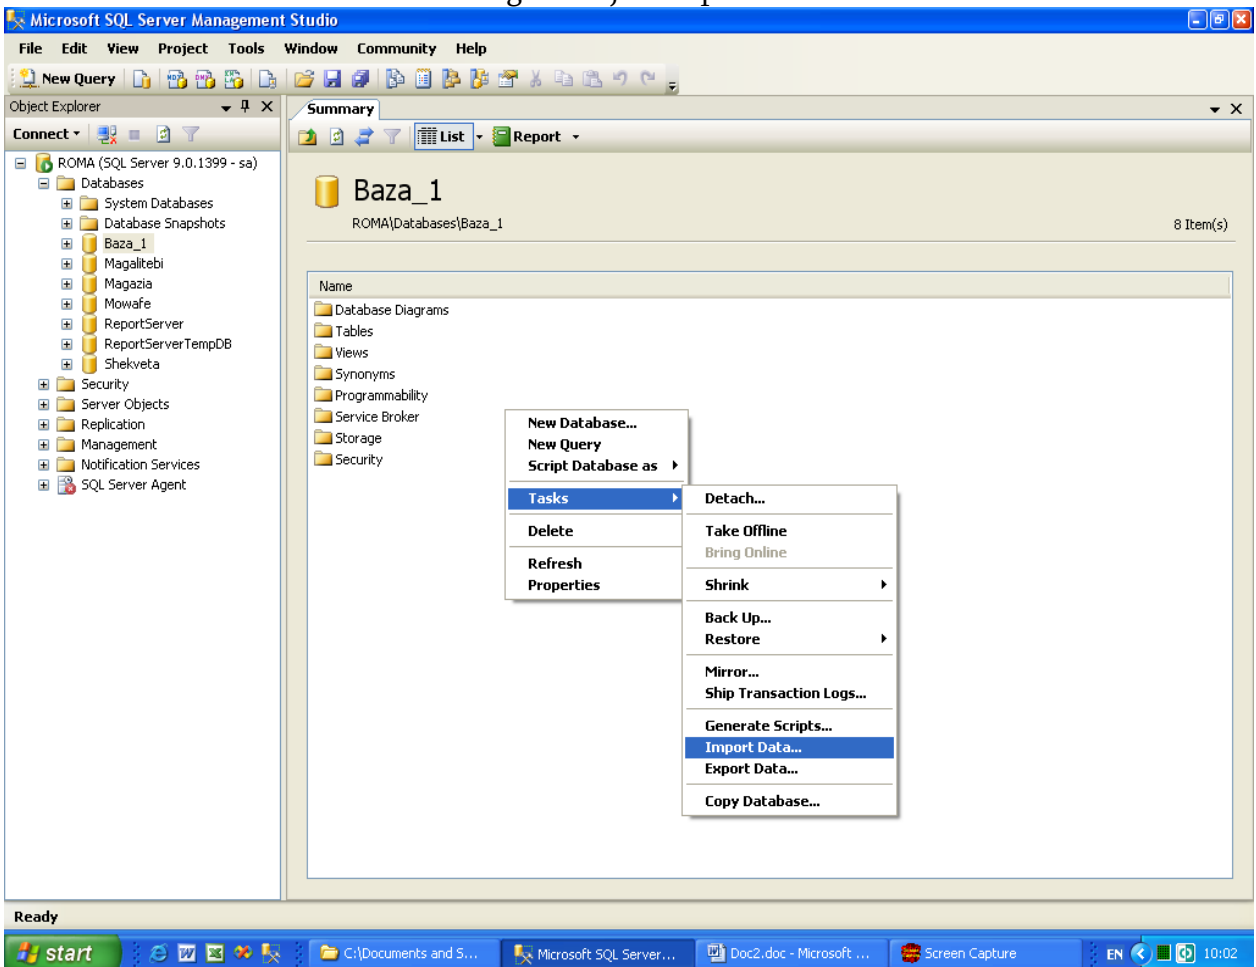 Microsoft SQL Server Management Studio
File Edit View Project Tools Window Community Help
New Query
Object Explorer
Summary
Connect
List
Report
ROMA (SQL Server 9.0.1399 - sa)
Databases
System Databases
Database Snapshots
Baza_1
Magalitebi
Magazia
Mowafe
ReportServer
ReportServerTempDB
Shekveta
Security
Server Objects
Replication
Management
Notification Services
SQL Server Agent
Baza_1
ROMA\Databases\Baza_1
8 Item(s)
Name
Database Diagrams
Tables
Views
Synonyms
Programmability
Service Broker
Storage
Security
New Database...
New Query
Script Database as
Tasks
Delete
Refresh
Properties
Detach...
Take Offline
Bring Online
Shrink
Back Up...
Restore
Mirror...
Ship Transaction Logs...
Generate Scripts...
Import Data...
Export Data...
Copy Database...
Ready
start
C:\Documents and S...
Microsoft SQL Server...
Doc2.doc - Microsoft ...
Screen Capture
EN
10:02